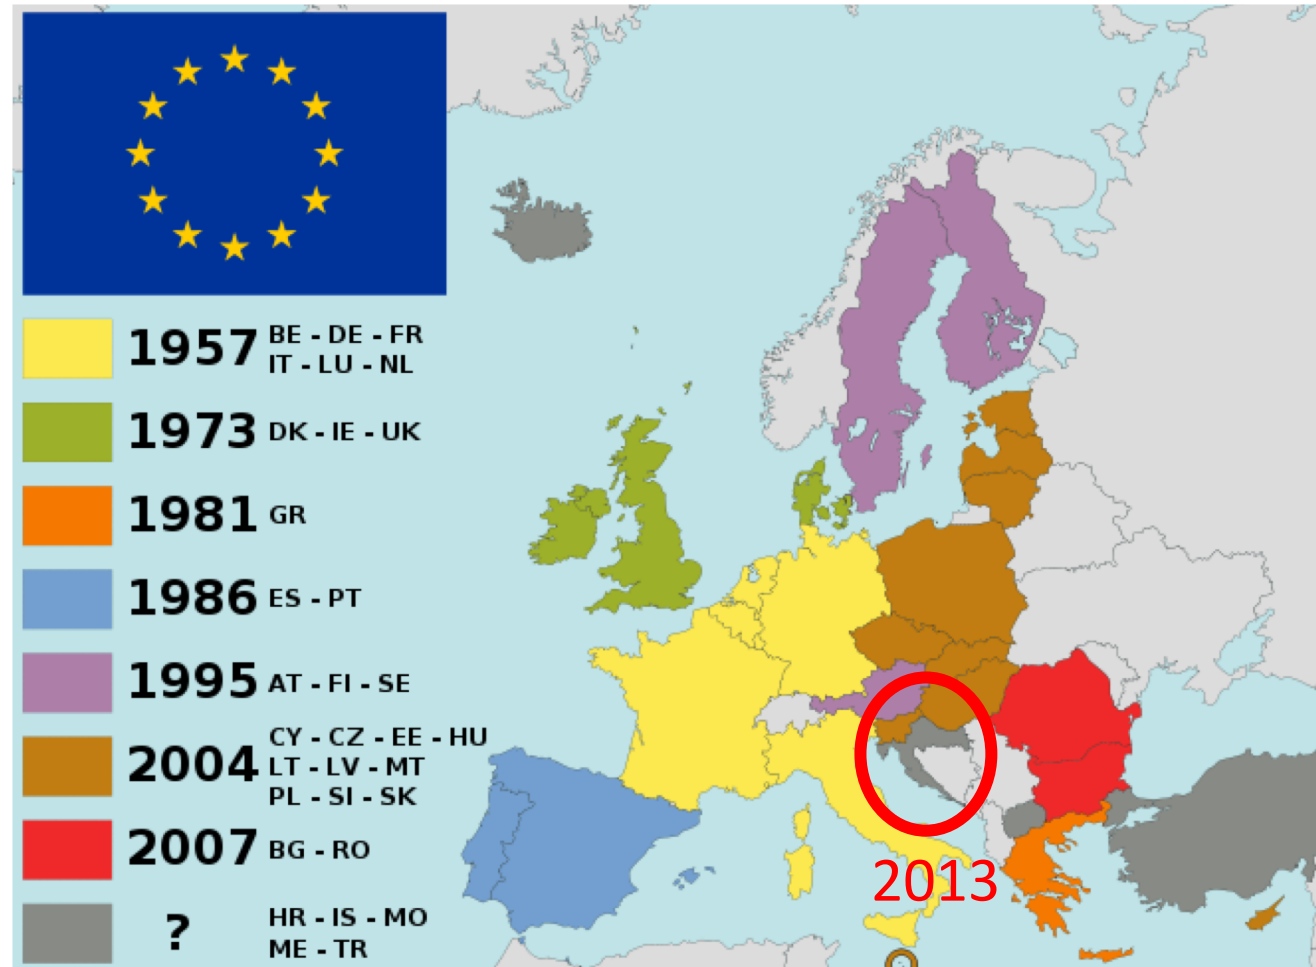 1957 BE - DE - FR
IT - LU - NL
1973 DK - IE - UK
1981 GR
1986 ES - PT
1995 AT - FI - SE
2004 CY - CZ - EE - HU
LT - LV - MT
PL - SI - SK
2007 BG - RO
? HR - IS - MO
ME - TR
2013